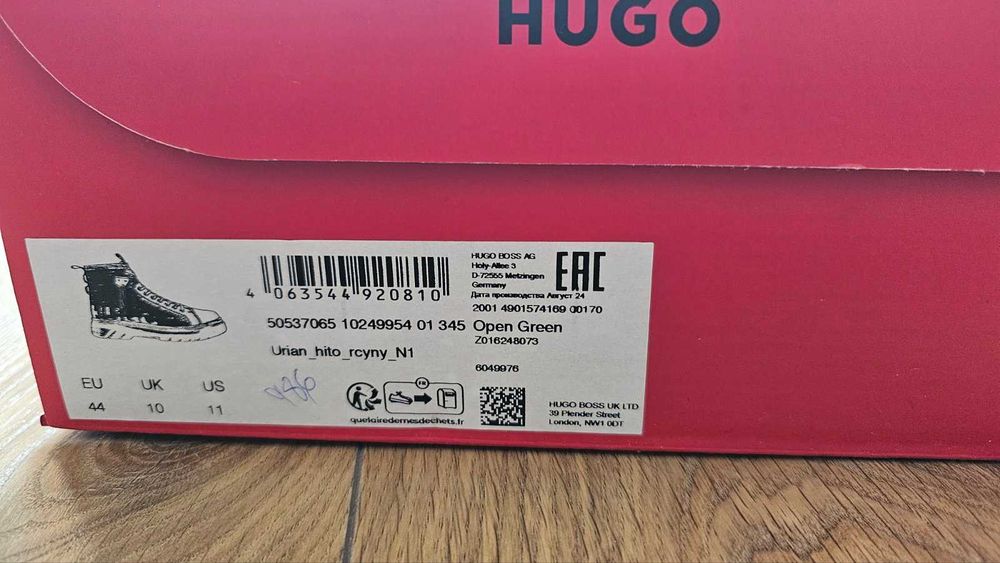 HUGO
4 063544 920810
HUGO BOSS AG
Holy-Allee 3
D-72555 Metzingen
Germany
Дата производства Август 24
EAC
2001 4901574169 00170
50537065 10249954 01 345 Open Green
Z016248073
Urian_hito_rcyny_N1
6049976
EU UK US
44 10 11
FR
quefairedemesdechets.fr
HUGO BOSS UK LTD
39 Plender Street
London, NW1 0DT